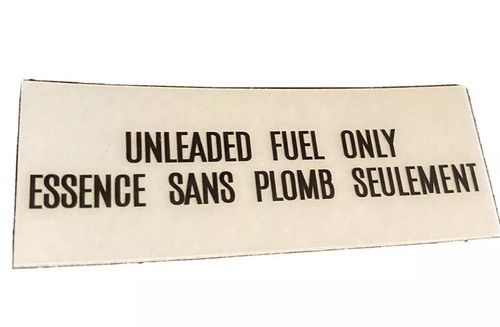 UNLEADED FUEL ONLY
ESSENCE SANS PLOMB SEULEMENT